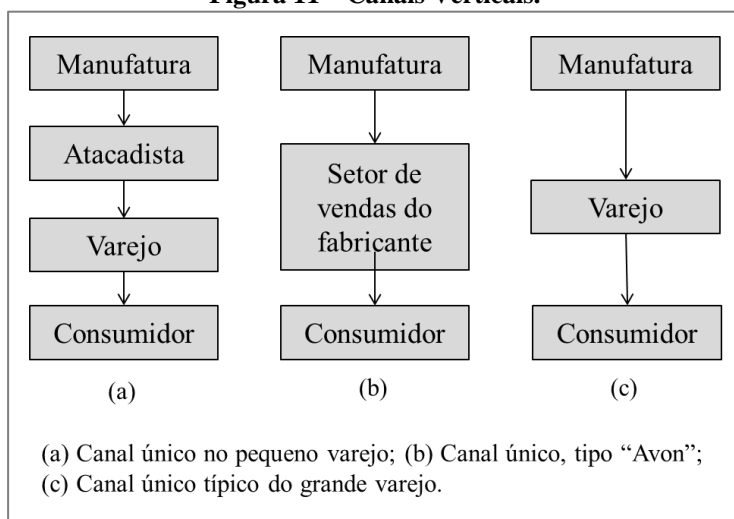 Figura 11 – Canais Verticais.
Manufatura
Atacadista
Varejo
Consumidor
(a)
Manufatura
Setor de
vendas do
fabricante
Consumidor
(b)
Manufatura
Varejo
Consumidor
(c)
(a) Canal único no pequeno varejo; (b) Canal único, tipo “Avon”;
(c) Canal único típico do grande varejo.